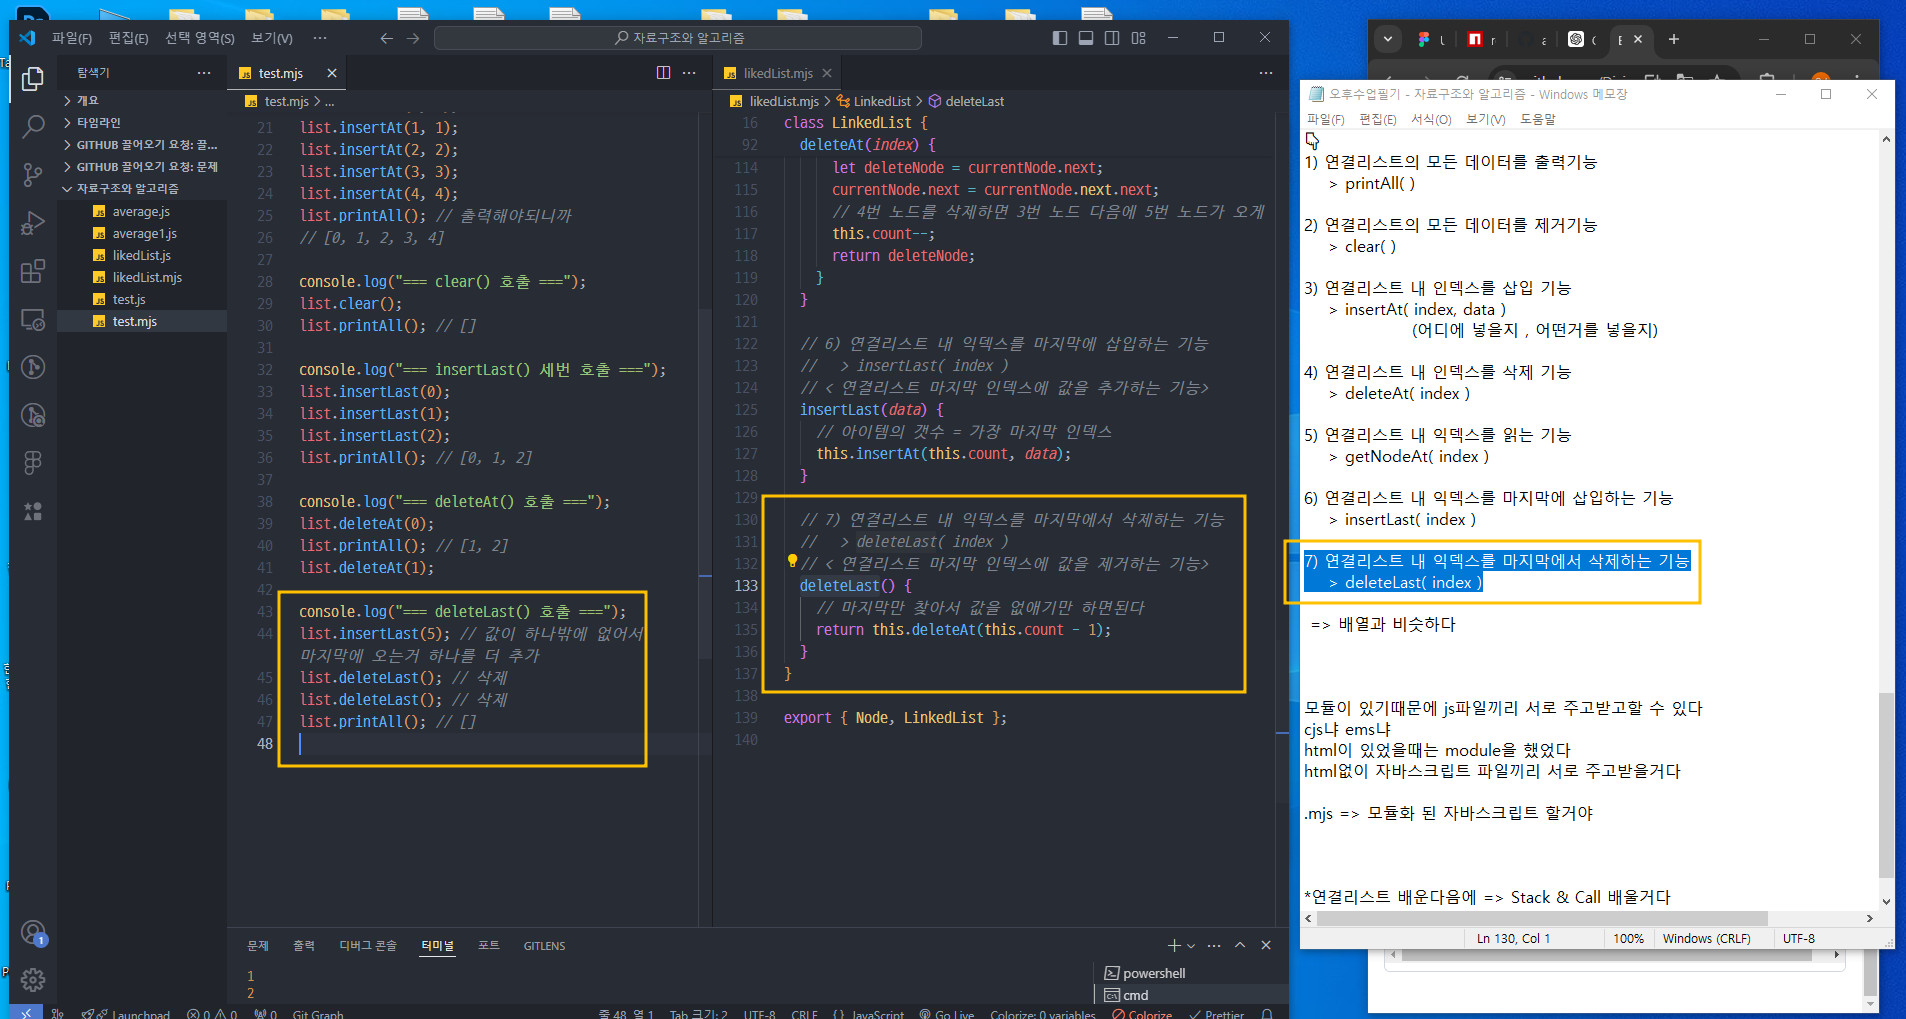 파일(F) 편집(E) 선택 영역(S) 보기(V) ···
자료구조와 알고리즘
탐색기
개요
타임라인
GITHUB 끌어오기 요청: 끌...
GITHUB 끌어오기 요청: 문제
자료구조와 알고리즘
average.js
average1.js
likedList.js
likedList.mjs
test.js
test.mjs
test.mjs
test.mjs > ...
21 list.insertAt(1, 1);
22 list.insertAt(2, 2);
23 list.insertAt(3, 3);
24 list.insertAt(4, 4);
25 list.printAll(); // 출력해야되니까
26 // [0, 1, 2, 3, 4]
27
28 console.log("=== clear() 호출 ===");
29 list.clear();
30 list.printAll(); // []
31
32 console.log("=== insertLast() 세번 호출 ===");
33 list.insertLast(0);
34 list.insertLast(1);
35 list.insertLast(2);
36 list.printAll(); // [0, 1, 2]
37
38 console.log("=== deleteAt() 호출 ===");
39 list.deleteAt(0);
40 list.printAll(); // [1, 2]
41 list.deleteAt(1);
42
43 console.log("=== deleteLast() 호출 ===");
44 list.insertLast(5); // 값이 하나밖에 없어서
마지막에 오는거 하나를 더 추가
45 list.deleteLast(); // 삭제
46 list.deleteLast(); // 삭제
47 list.printAll(); // []
48
likedList.mjs
likedList.mjs > LinkedList > deleteLast
16 class LinkedList {
92 deleteAt(index) {
114 let deleteNode = currentNode.next;
115 currentNode.next = currentNode.next.next;
116 // 4번 노드를 삭제하면 3번 노드 다음에 5번 노드가 오게
117 this.count--;
118 return deleteNode;
119 }
120 }
121
122 // 6) 연결리스트 내 익덱스를 마지막에 삽입하는 기능
123 // > insertLast( index )
124 // < 연결리스트 마지막 인덱스에 값을 추가하는 기능>
125 insertLast(data) {
126 // 아이템의 갯수 = 가장 마지막 인덱스
127 this.insertAt(this.count, data);
128 }
129
130 // 7) 연결리스트 내 익덱스를 마지막에서 삭제하는 기능
131 // > deleteLast( index )
132 // < 연결리스트 마지막 인덱스에 값을 제거하는 기능>
133 deleteLast() {
134 // 마지막만 찾아서 값을 없애기만 하면된다
135 return this.deleteAt(this.count - 1);
136 }
137 }
138
139 export { Node, LinkedList };
140
문제 출력 디버그 콘솔 터미널 포트 GITLENS
1
2
powershell
cmd
Launchpad 0 0 0 Git Graph 줄 48, 열 1 Tab 크기: 2 UTF-8 CRLF {} JavaScript Go Live Colorize: 0 variables Colorize Prettier
오후수업필기 - 자료구조와 알고리즘 - Windows 메모장
파일(F) 편집(E) 서식(O) 보기(V) 도움말
1) 연결리스트의 모든 데이터를 출력기능
> printAll( )
2) 연결리스트의 모든 데이터를 제거기능
> clear( )
3) 연결리스트 내 인덱스를 삽입 기능
> insertAt( index, data )
(어디에 넣을지 , 어떤거를 넣을지)
4) 연결리스트 내 인덱스를 삭제 기능
> deleteAt( index )
5) 연결리스트 내 익덱스를 읽는 기능
> getNodeAt( index )
6) 연결리스트 내 익덱스를 마지막에 삽입하는 기능
> insertLast( index )
7) 연결리스트 내 익덱스를 마지막에서 삭제하는 기능
> deleteLast( index )
=> 배열과 비슷하다
모듈이 있기때문에 js파일끼리 서로 주고받고할 수 있다
cjs냐 ems냐
html이 있었을때는 module을 했었다
html없이 자바스크립트 파일끼리 서로 주고받을거다
.mjs => 모듈화 된 자바스크립트 할거야
*연결리스트 배운다음에 => Stack & Call 배울거다
Ln 130, Col 1 100% Windows (CRLF) UTF-8